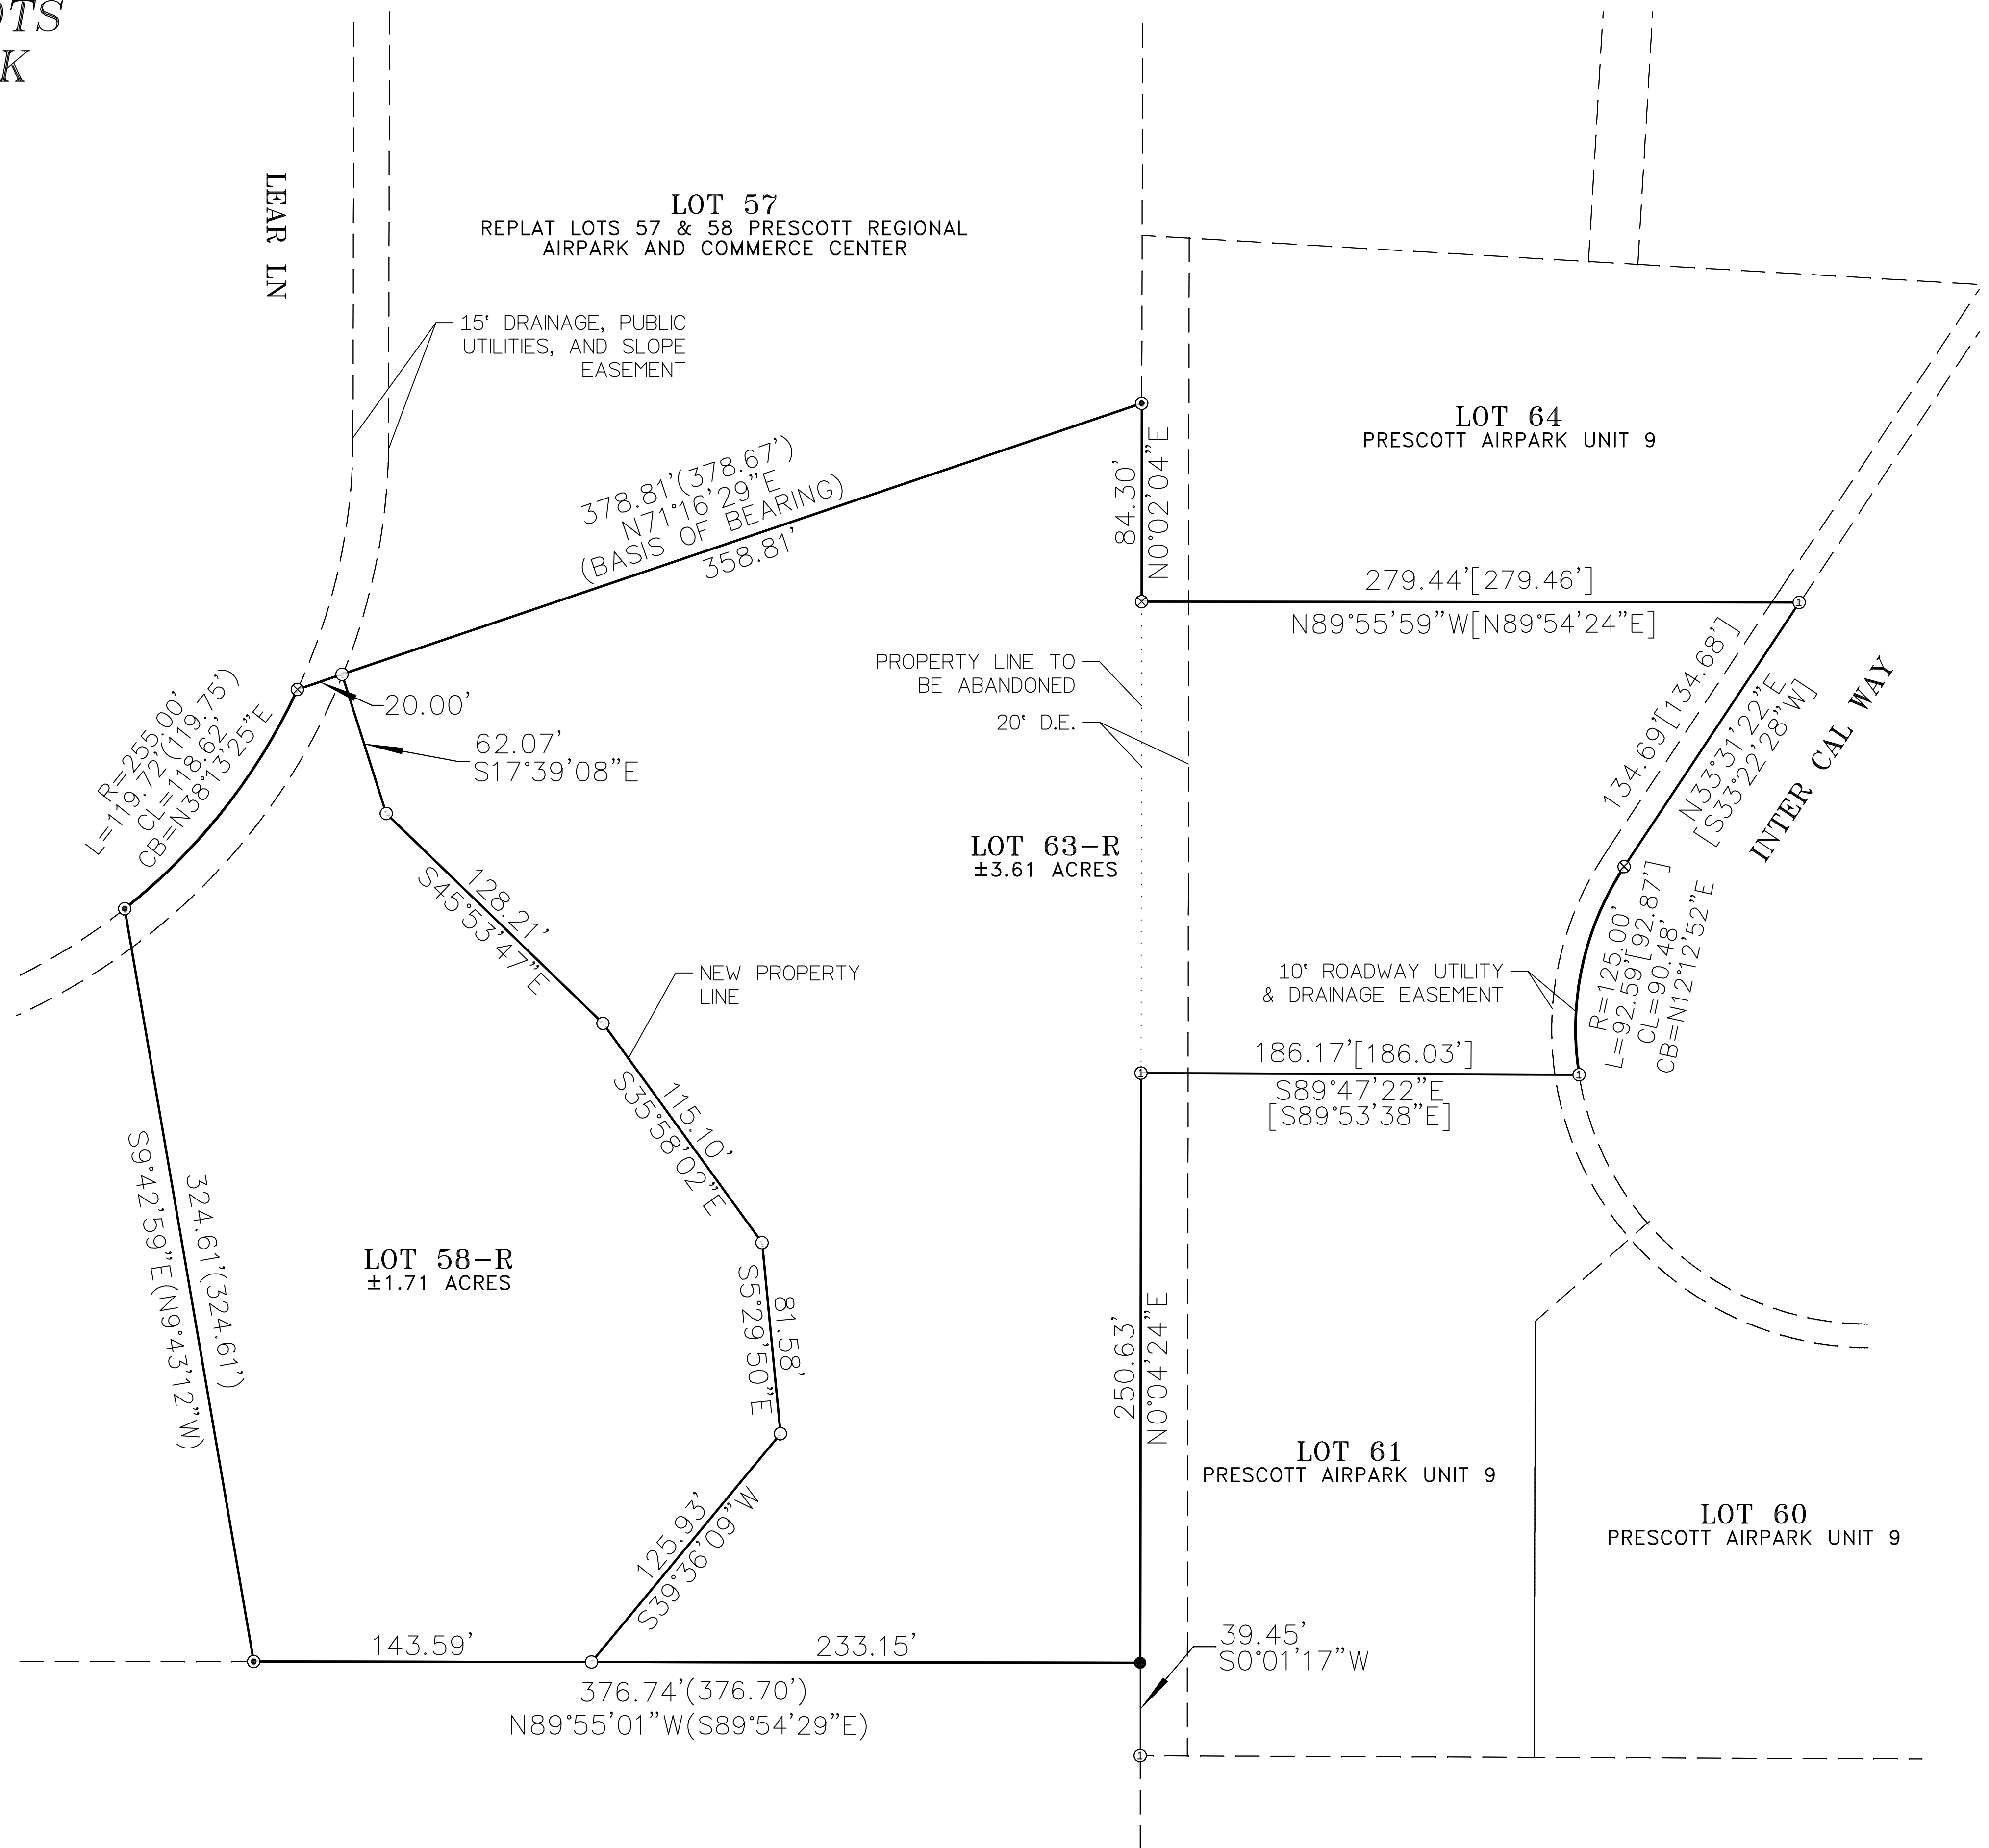 OTS
K
LEAR LN
LOT 57
REPLAT LOTS 57 & 58 PRESCOTT REGIONAL
AIRPARK AND COMMERCE CENTER
15' DRAINAGE, PUBLIC
UTILITIES, AND SLOPE
EASEMENT
LOT 64
PRESCOTT AIRPARK UNIT 9
378.81'(378.67')
N71°16'29"E
(BASIS OF BEARING)
358.81'
84.30'
N0°02'04"E
279.44'[279.46']
N89°55'59"W[N89°54'24"E]
PROPERTY LINE TO
BE ABANDONED
20' D.E.
134.69'[134.68']
N33°31'22"E
[S33°22'28"W]
INTER CAL WAY
R=255.00'
L=119.72'(119.75')
CL=118.62'
CB=N38°13'25"E
20.00'
62.07'
S17°39'08"E
LOT 63-R
±3.61 ACRES
128.21'
S45°53'47"E
NEW PROPERTY
LINE
10' ROADWAY UTILITY
& DRAINAGE EASEMENT
R=125.00'
L=92.59'[92.87']
CL=90.48'
CB=N12°12'52"E
186.17'[186.03']
S89°47'22"E
[S89°53'38"E]
115.10'
S35°58'02"E
324.61'(324.61')
S9°42'59"E(N9°43'12"W)
LOT 58-R
±1.71 ACRES
81.58'
S5°29'50"E
250.63'
N0°04'24"E
LOT 61
PRESCOTT AIRPARK UNIT 9
LOT 60
PRESCOTT AIRPARK UNIT 9
125.93'
S39°36'09"W
143.59'
233.15'
376.74'(376.70')
N89°55'01"W(S89°54'29"E)
39.45'
S0°01'17"W
1
1
1
1